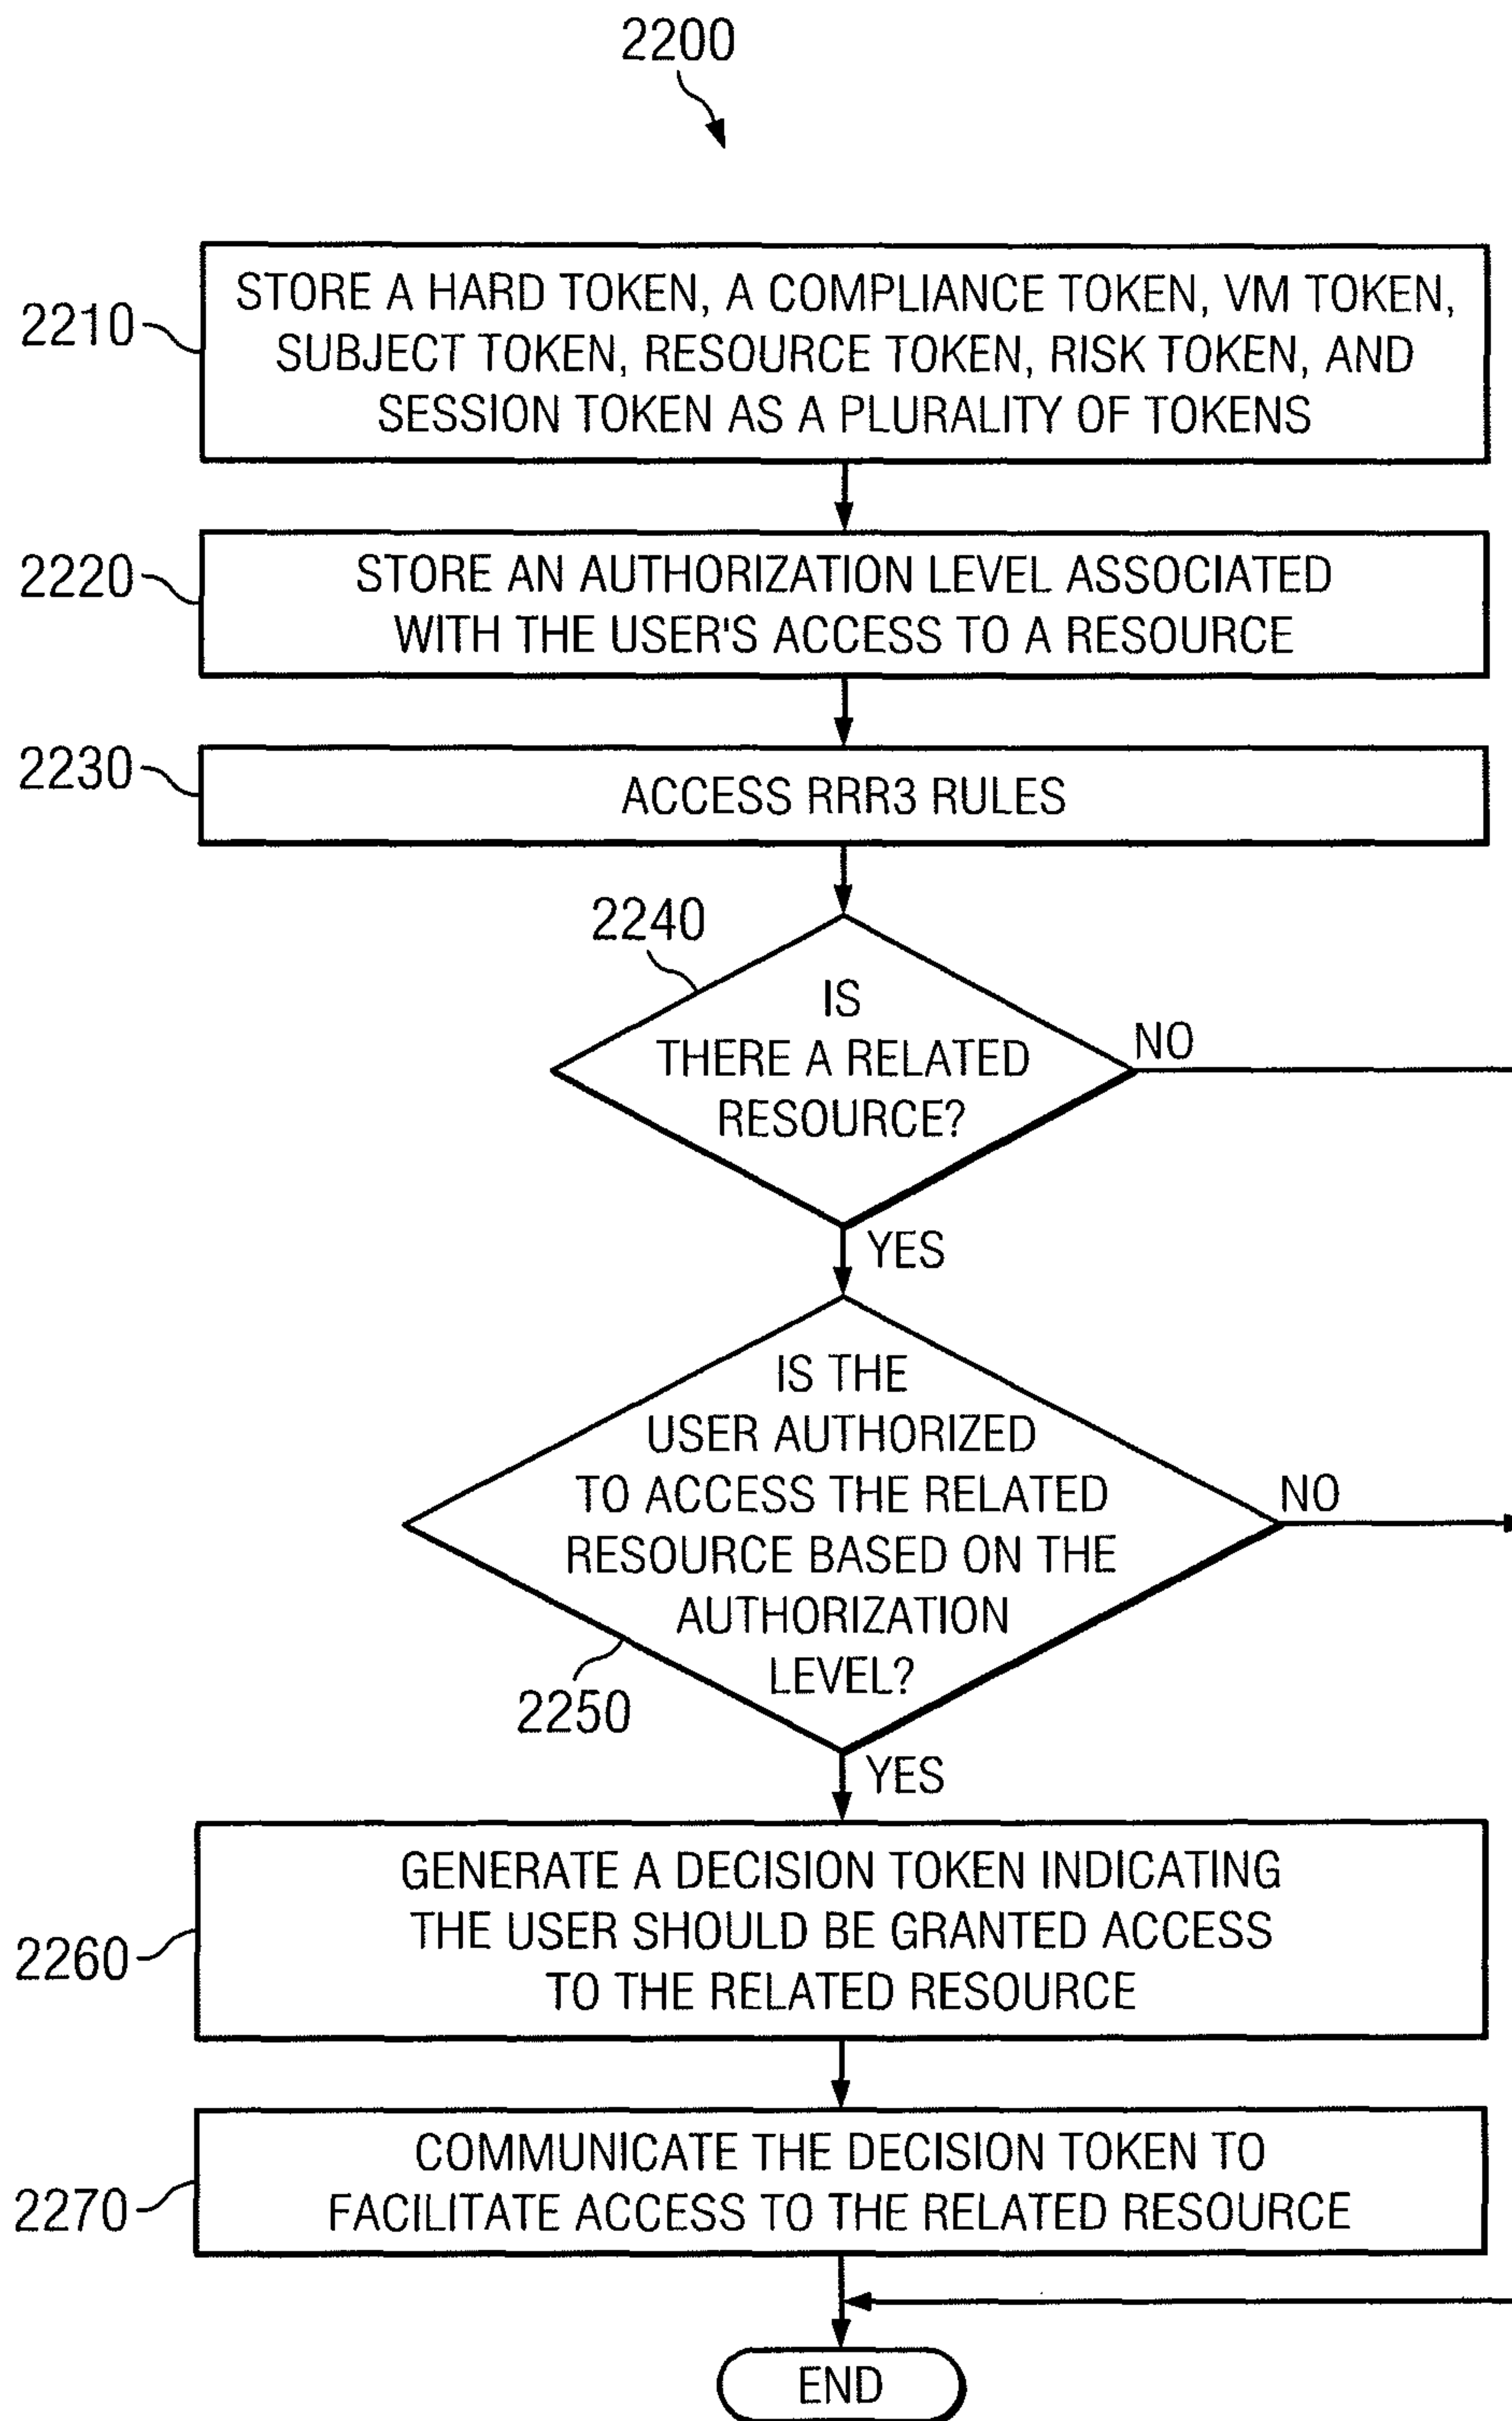 2200
2210
STORE A HARD TOKEN, A COMPLIANCE TOKEN, VM TOKEN,
SUBJECT TOKEN, RESOURCE TOKEN, RISK TOKEN, AND
SESSION TOKEN AS A PLURALITY OF TOKENS
2220
STORE AN AUTHORIZATION LEVEL ASSOCIATED
WITH THE USER'S ACCESS TO A RESOURCE
2230
ACCESS RRR3 RULES
2240
IS
THERE A RELATED
RESOURCE?
NO
YES
IS THE
USER AUTHORIZED
TO ACCESS THE RELATED
RESOURCE BASED ON THE
AUTHORIZATION
LEVEL?
NO
2250
YES
GENERATE A DECISION TOKEN INDICATING
THE USER SHOULD BE GRANTED ACCESS
TO THE RELATED RESOURCE
2260
COMMUNICATE THE DECISION TOKEN TO
FACILITATE ACCESS TO THE RELATED RESOURCE
2270
END